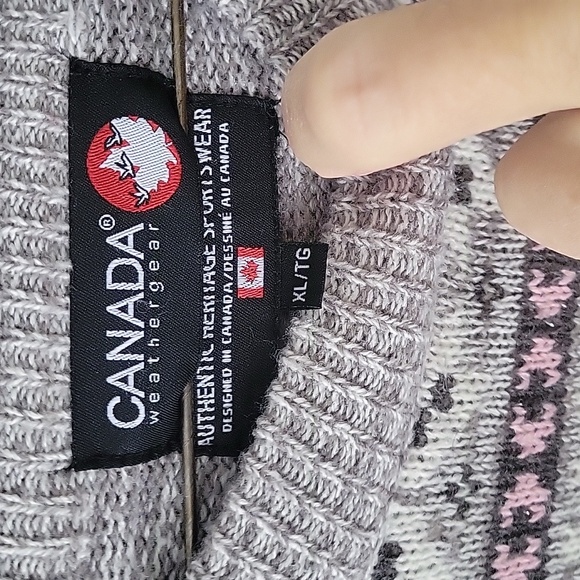 CANADA®
weathergear
AUTHENTIC HERITAGE SPORTSWEAR
DESIGNED IN CANADA/DESSINÉ AU CANADA
XL/TG